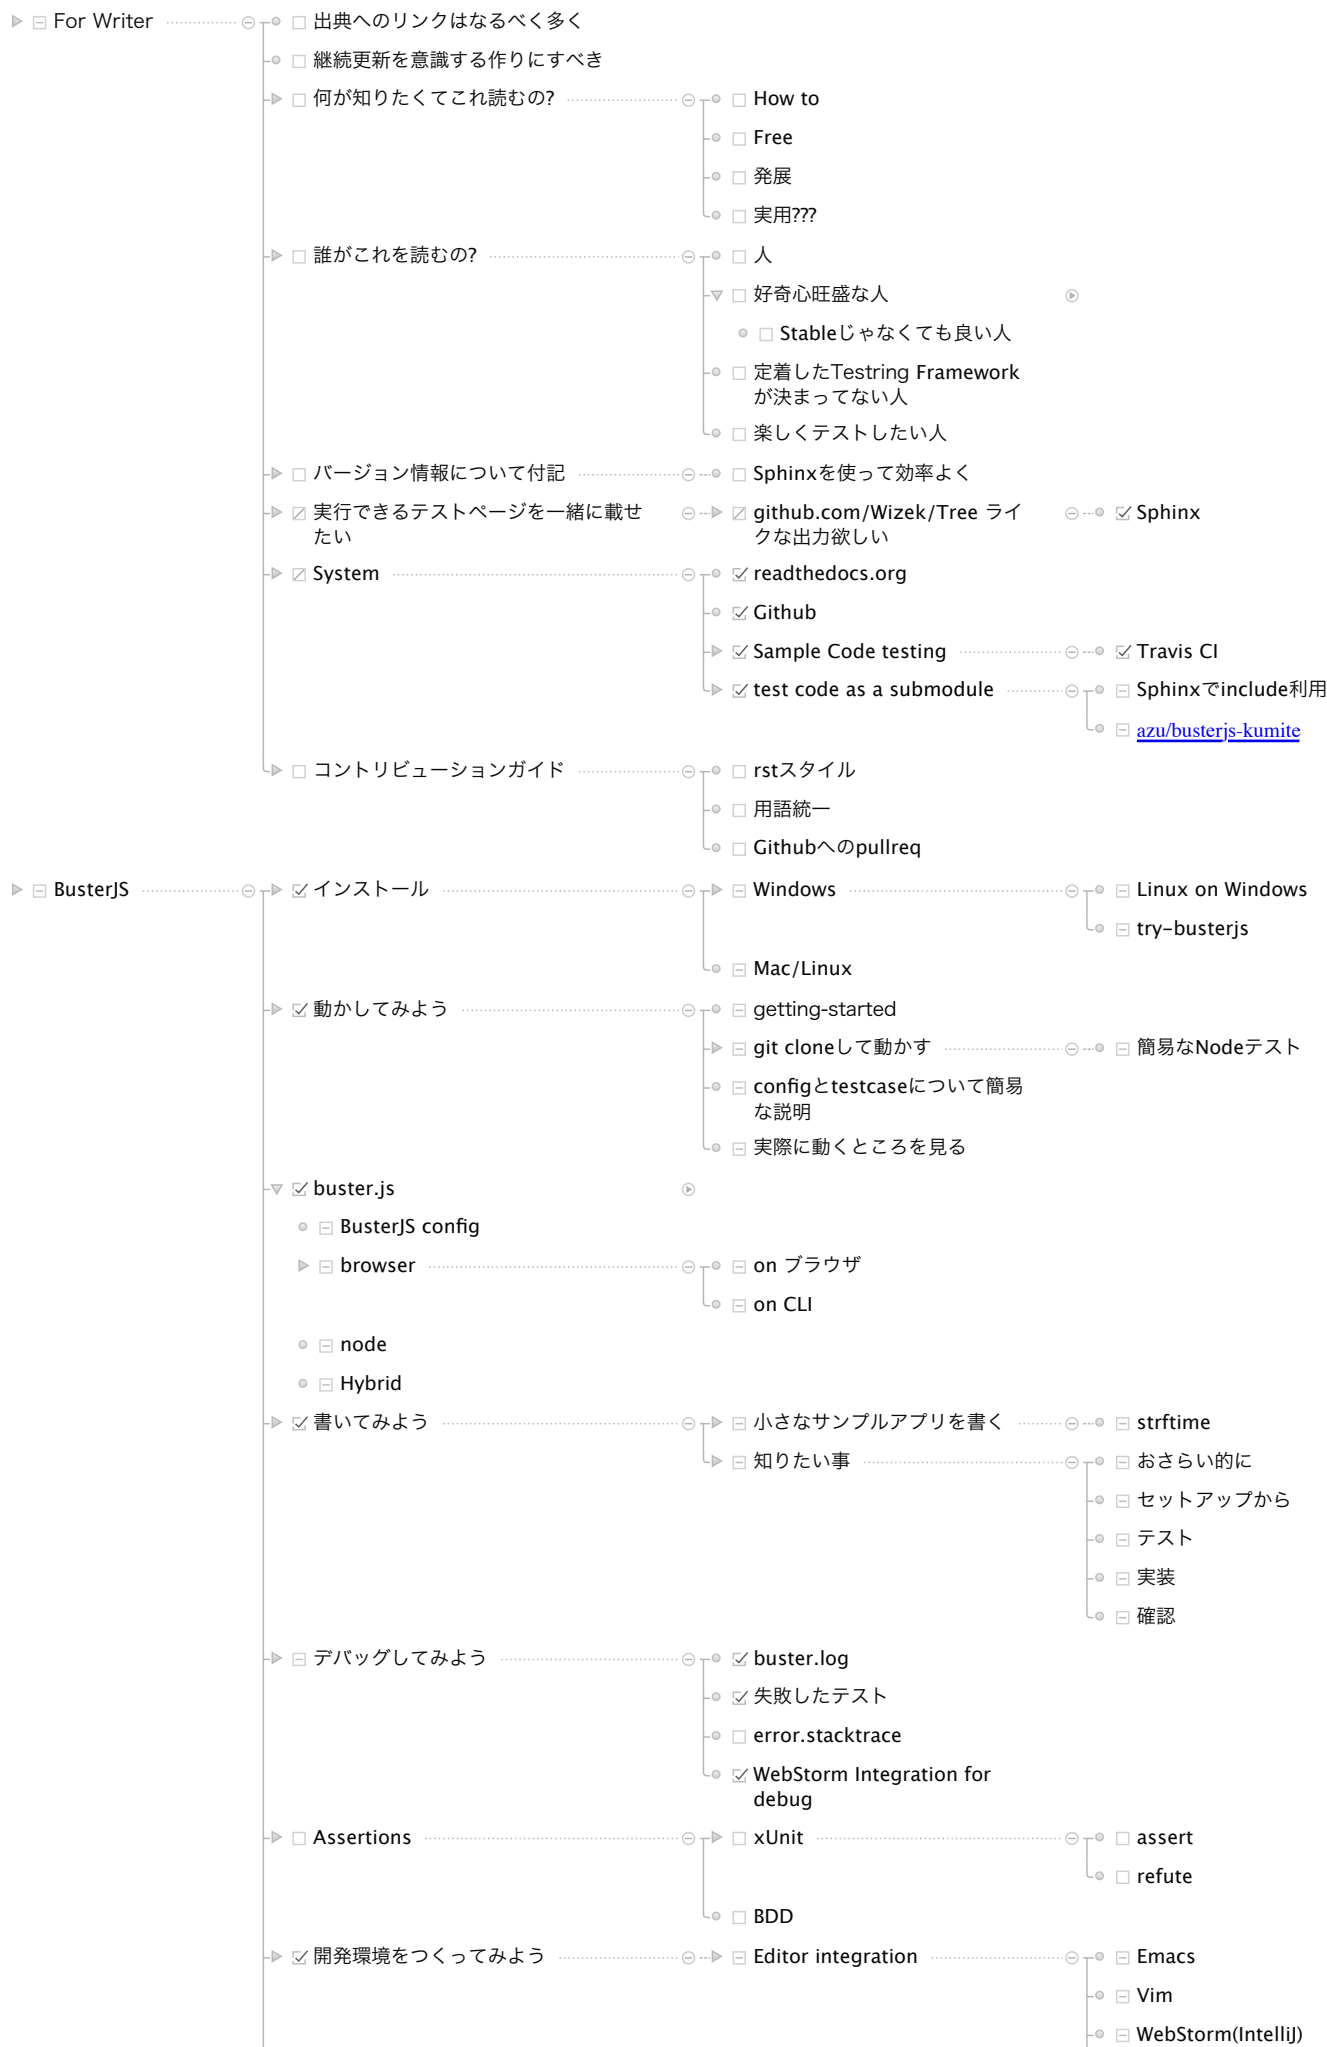 For Writer
出典へのリンクはなるべく多く
継続更新を意識する作りにすべき
何が知りたくてこれ読むの?
How to
Free
発展
実用???
誰がこれを読むの?
人
好奇心旺盛な人
Stableじゃなくても良い人
定着したTestring Framework
が決まってない人
楽しくテストしたい人
バージョン情報について付記
Sphinxを使って効率よく
実行できるテストページを一緒に載せ
たい
github.com/Wizek/Tree ライ
クな出力欲しい
Sphinx
System
readthedocs.org
Github
Sample Code testing
Travis CI
test code as a submodule
Sphinxでinclude利用
azu/busterjs-kumite
コントリビューションガイド
rstスタイル
用語統一
Githubへのpullreq
BusterJS
インストール
Windows
Linux on Windows
try-busterjs
Mac/Linux
動かしてみよう
getting-started
git cloneして動かす
簡易なNodeテスト
configとtestcaseについて簡易
な説明
実際に動くところを見る
buster.js
BusterJS config
browser
on ブラウザ
on CLI
node
Hybrid
書いてみよう
小さなサンプルアプリを書く
strftime
知りたい事
おさらい的に
セットアップから
テスト
実装
確認
デバッグしてみよう
buster.log
失敗したテスト
error.stacktrace
WebStorm Integration for
debug
Assertions
xUnit
assert
refute
BDD
開発環境をつくってみよう
Editor integration
Emacs
Vim
WebStorm(IntelliJ)